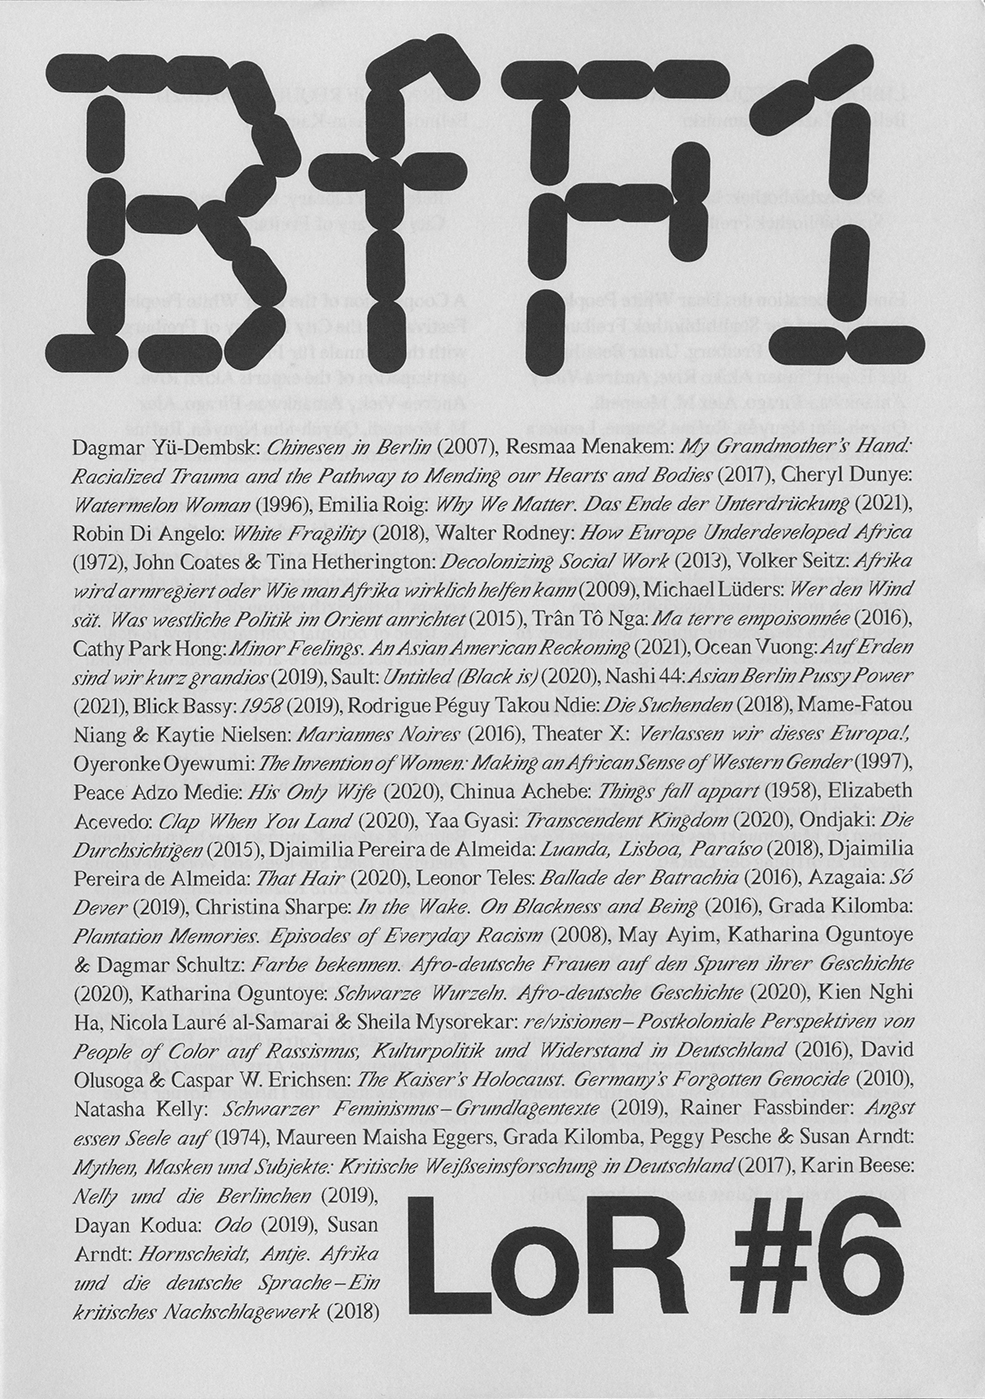 BfR1
Dagmar Yü-Dembsk: Chinesen in Berlin (2007), Resmaa Menakem: My Grandmother's Hand:
Racialized Trauma and the Pathway to Mending our Hearts and Bodies (2017), Cheryl Dunye:
Watermelon Woman (1996), Emilia Roig: Why We Matter. Das Ende der Unterdrückung (2021),
Robin Di Angelo: White Fragility (2018), Walter Rodney: How Europe Underdeveloped Africa
(1972), John Coates & Tina Hetherington: Decolonizing Social Work (2013), Volker Seitz: Afrika
wird armregiert oder Wie man Afrika wirklich helfen kann (2009), Michael Lüders: Wer den Wind
sät. Was westliche Politik im Orient anrichtet (2015), Trân Tô Nga: Ma terre empoisonnée (2016),
Cathy Park Hong: Minor Feelings. An Asian American Reckoning (2021), Ocean Vuong: Auf Erden
sind wir kurz grandios (2019), Sault: Untitled (Black is) (2020), Nashi 44: Asian Berlin Pussy Power
(2021), Blick Bassy: 1958 (2019), Rodrigue Péguy Takou Ndie: Die Suchenden (2018), Mame-Fatou
Niang & Kaytie Nielsen: Mariannes Noires (2016), Theater X: Verlassen wir dieses Europa!,
Oyeronke Oyewumi: The Invention of Women: Making an African Sense of Western Gender (1997),
Peace Adzo Medie: His Only Wife (2020), Chinua Achebe: Things fall appart (1958), Elizabeth
Acevedo: Clap When You Land (2020), Yaa Gyasi: Transcendent Kingdom (2020), Ondjaki: Die
Durchsichtigen (2015), Djaimilia Pereira de Almeida: Luanda, Lisboa, Paraíso (2018), Djaimilia
Pereira de Almeida: That Hair (2020), Leonor Teles: Ballade der Batrachia (2016), Azagaia: Só
Dever (2019), Christina Sharpe: In the Wake. On Blackness and Being (2016), Grada Kilomba:
Plantation Memories. Episodes of Everyday Racism (2008), May Ayim, Katharina Oguntoye
& Dagmar Schultz: Farbe bekennen. Afro-deutsche Frauen auf den Spuren ihrer Geschichte
(2020), Katharina Oguntoye: Schwarze Wurzeln. Afro-deutsche Geschichte (2020), Kien Nghi
Ha, Nicola Lauré al-Samarai & Sheila Mysorekar: re/visionen – Postkoloniale Perspektiven von
People of Color auf Rassismus, Kulturpolitik und Widerstand in Deutschland (2016), David
Olusoga & Caspar W. Erichsen: The Kaiser's Holocaust. Germany's Forgotten Genocide (2010),
Natasha Kelly: Schwarzer Feminismus – Grundlagentexte (2019), Rainer Fassbinder: Angst
essen Seele auf (1974), Maureen Maisha Eggers, Grada Kilomba, Peggy Pesche & Susan Arndt:
Mythen, Masken und Subjekte: Kritische Weißseinsforschung in Deutschland (2017), Karin Beese:
Nelly und die Berlinchen (2019),
Dayan Kodua: Odo (2019), Susan
Arndt: Hornscheidt, Antje. Afrika
und die deutsche Sprache – Ein
kritisches Nachschlagewerk (2018)
LoR #6